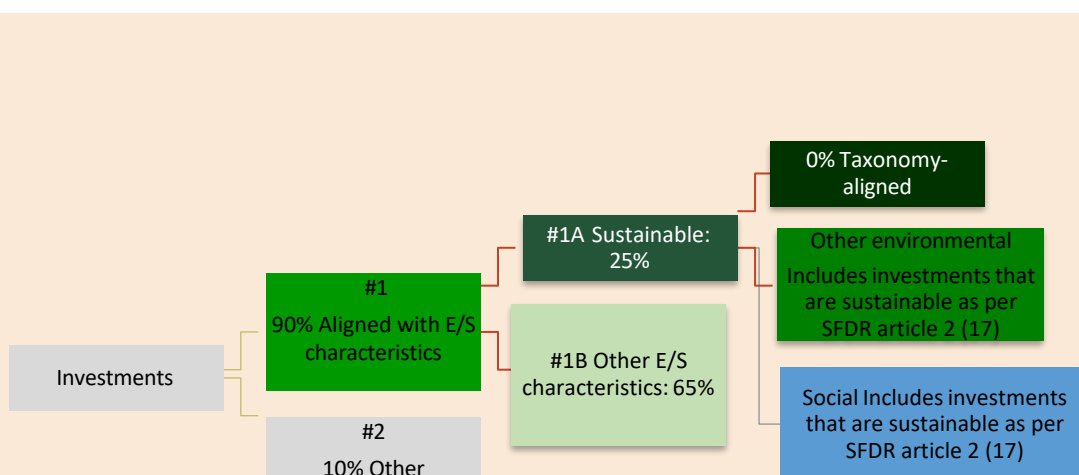 Investments
#1
90% Aligned with E/S
characteristics
#2
10% Other
#1A Sustainable:
25%
#1B Other E/S
characteristics: 65%
0% Taxonomy-
aligned
Other environmental
Includes investments that
are sustainable as per
SFDR article 2 (17)
Social Includes investments
that are sustainable as per
SFDR article 2 (17)